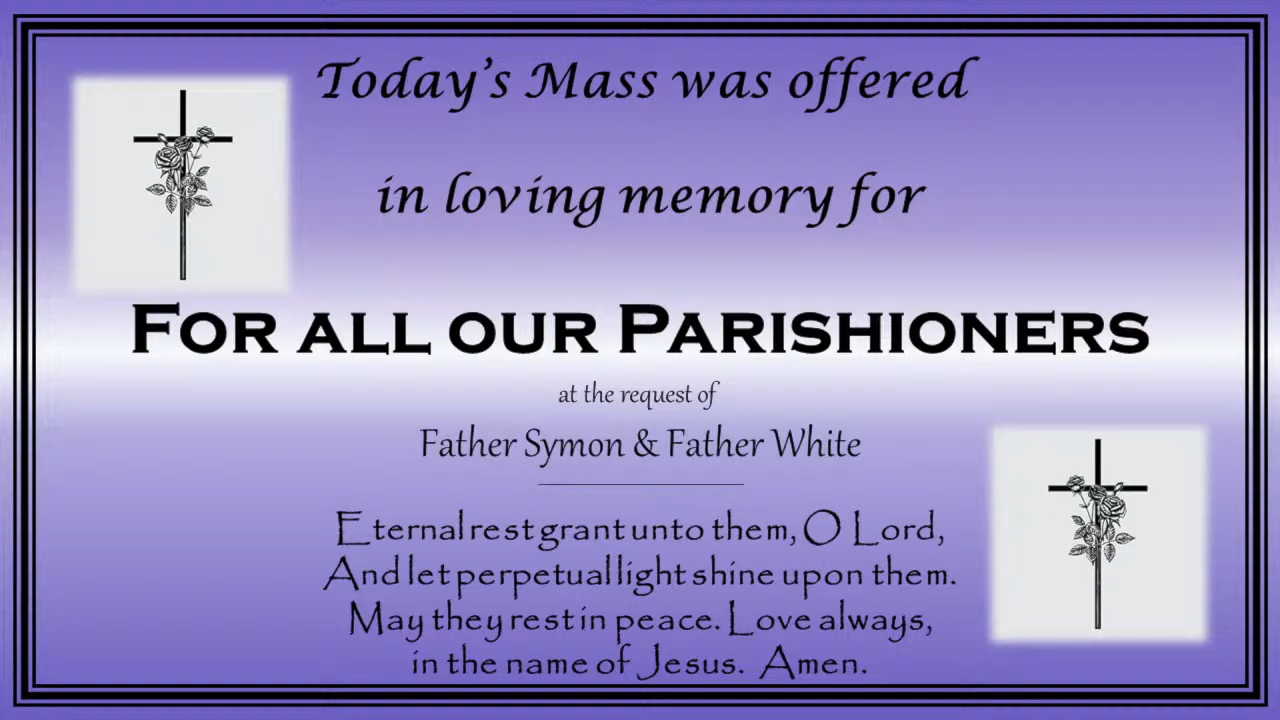 Today's Mass was offered
in loving memory for
For all our Parishioners
at the request of
Father Symon & Father White
Eternal rest grant unto them, O Lord,
And let perpetual light shine upon them.
May they rest in peace. Love always,
in the name of Jesus. Amen.